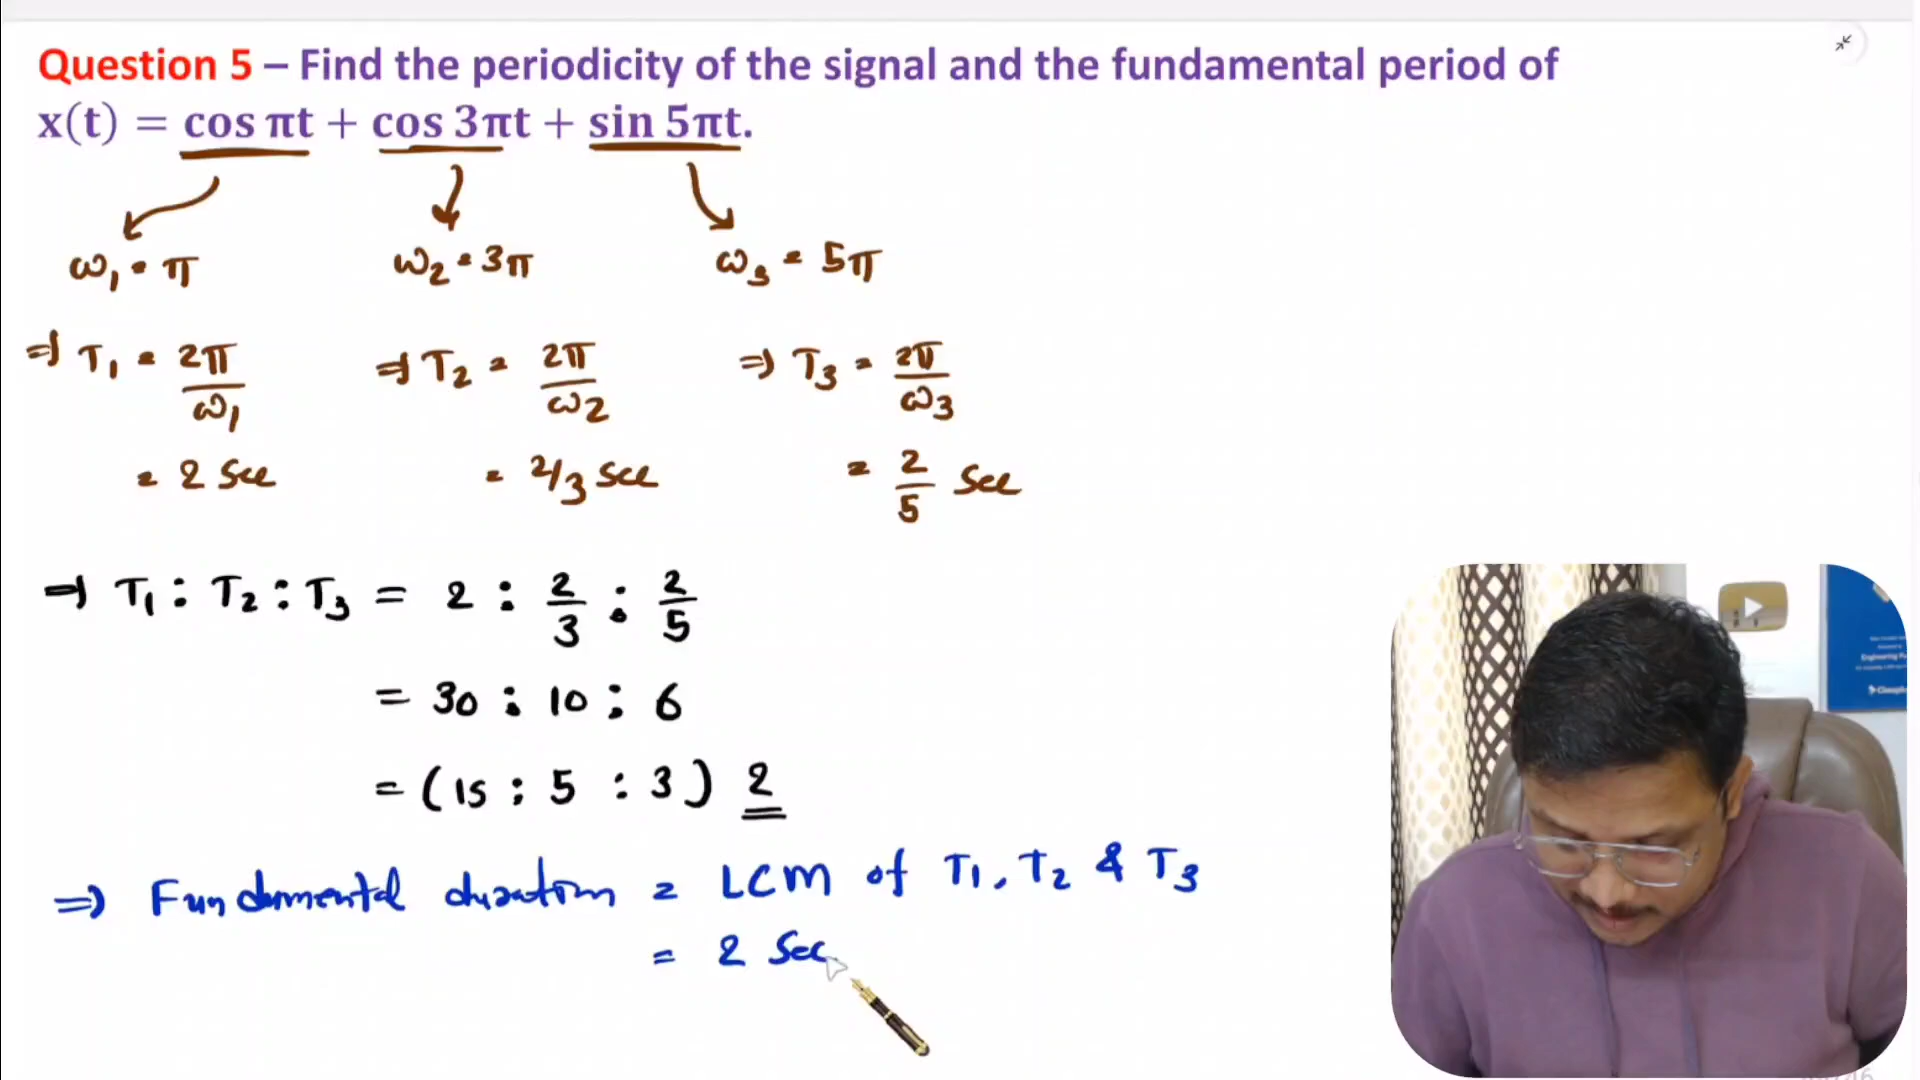 Question 5 – Find the periodicity of the signal and the fundamental period of
x(t) = cos πt + cos 3πt + sin 5πt.
ω₁ = π ω₂ = 3π ω₃ = 5π
⇒ T₁ = 2π/ω₁ ⇒ T₂ = 2π/ω₂ ⇒ T₃ = 2π/ω₃
= 2 Sec = 2/3 Sec = 2/5 Sec
⇒ T₁ : T₂ : T₃ = 2 : 2/3 : 2/5
= 30 : 10 : 6
= (15 : 5 : 3) 2
⇒ Fundamental duration = LCM of T₁, T₂ & T₃
= 2 Sec